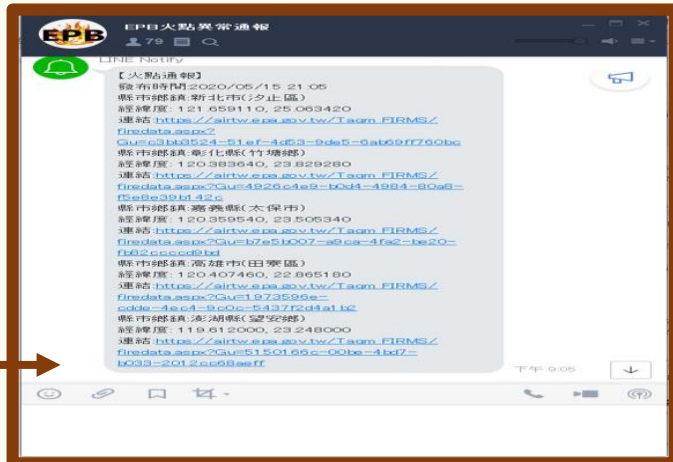 EPB
EPB火點異常通報
79
LINE Notify
【火點通報】
發布時間:2020/05/15 21:05
縣市鄉鎮:新北市(汐止區)
經緯度: 121.659110, 25.063420
連結:https://airtw.epa.gov.tw/Taqm_FIRMS/
firedata.aspx?
Gu=c3bb3524-51ef-4d53-9de5-6ab69ff760bc
縣市鄉鎮:彰化縣(竹塘鄉)
經緯度: 120.383640, 23.829280
連結:https://airtw.epa.gov.tw/Taqm_FIRMS/
firedata.aspx?Gu=4926c4e9-b0d4-4984-80a8-
f5e8e39b142c
縣市鄉鎮:嘉義縣(太保市)
經緯度: 120.359540, 23.505340
連結:https://airtw.epa.gov.tw/Taqm_FIRMS/
firedata.aspx?Gu=b7e5b007-a9ca-4fa2-be20-
fb82ccccd9bd
縣市鄉鎮:高雄市(田寮區)
經緯度: 120.407460, 22.865180
連結:https://airtw.epa.gov.tw/Taqm_FIRMS/
firedata.aspx?Gu=1973596e-
cdde-4ec4-9c0c-5437f2d4a1b2
縣市鄉鎮:澎湖縣(望安鄉)
經緯度: 119.612000, 23.248000
連結:https://airtw.epa.gov.tw/Taqm_FIRMS/
firedata.aspx?Gu=5150166c-00be-4bd7-
b033-2012cc68aeff
下午 9:05